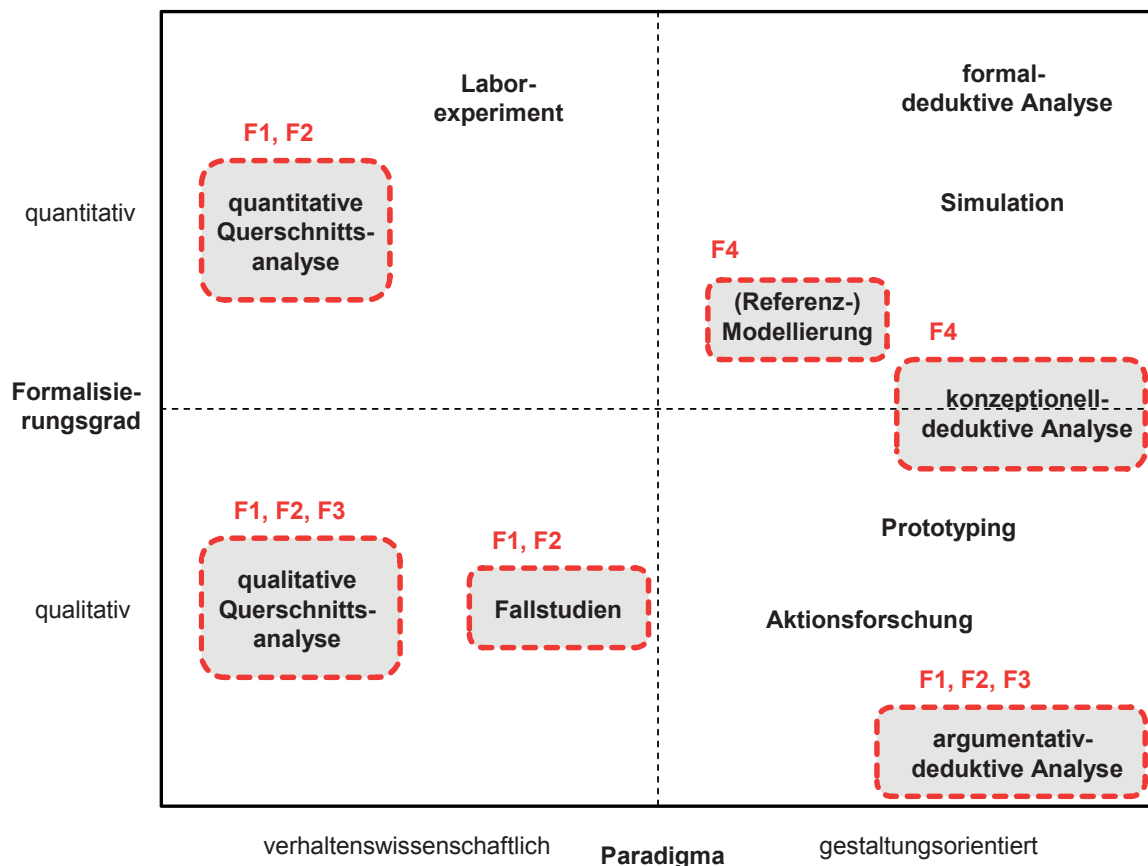 Labor-
experiment
formal-
deduktive Analyse
F1, F2
quantitative
Querschnitts-
analyse
quantitativ
Simulation
F4
(Referenz-)
Modellierung
F4
konzeptionell-
deduktive Analyse
Formalisie-
rungsgrad
F1, F2, F3
qualitative
Querschnitts-
analyse
F1, F2
Fallstudien
Prototyping
qualitativ
Aktionsforschung
F1, F2, F3
argumentativ-
deduktive Analyse
verhaltenswissenschaftlich
Paradigma
gestaltungsorientiert